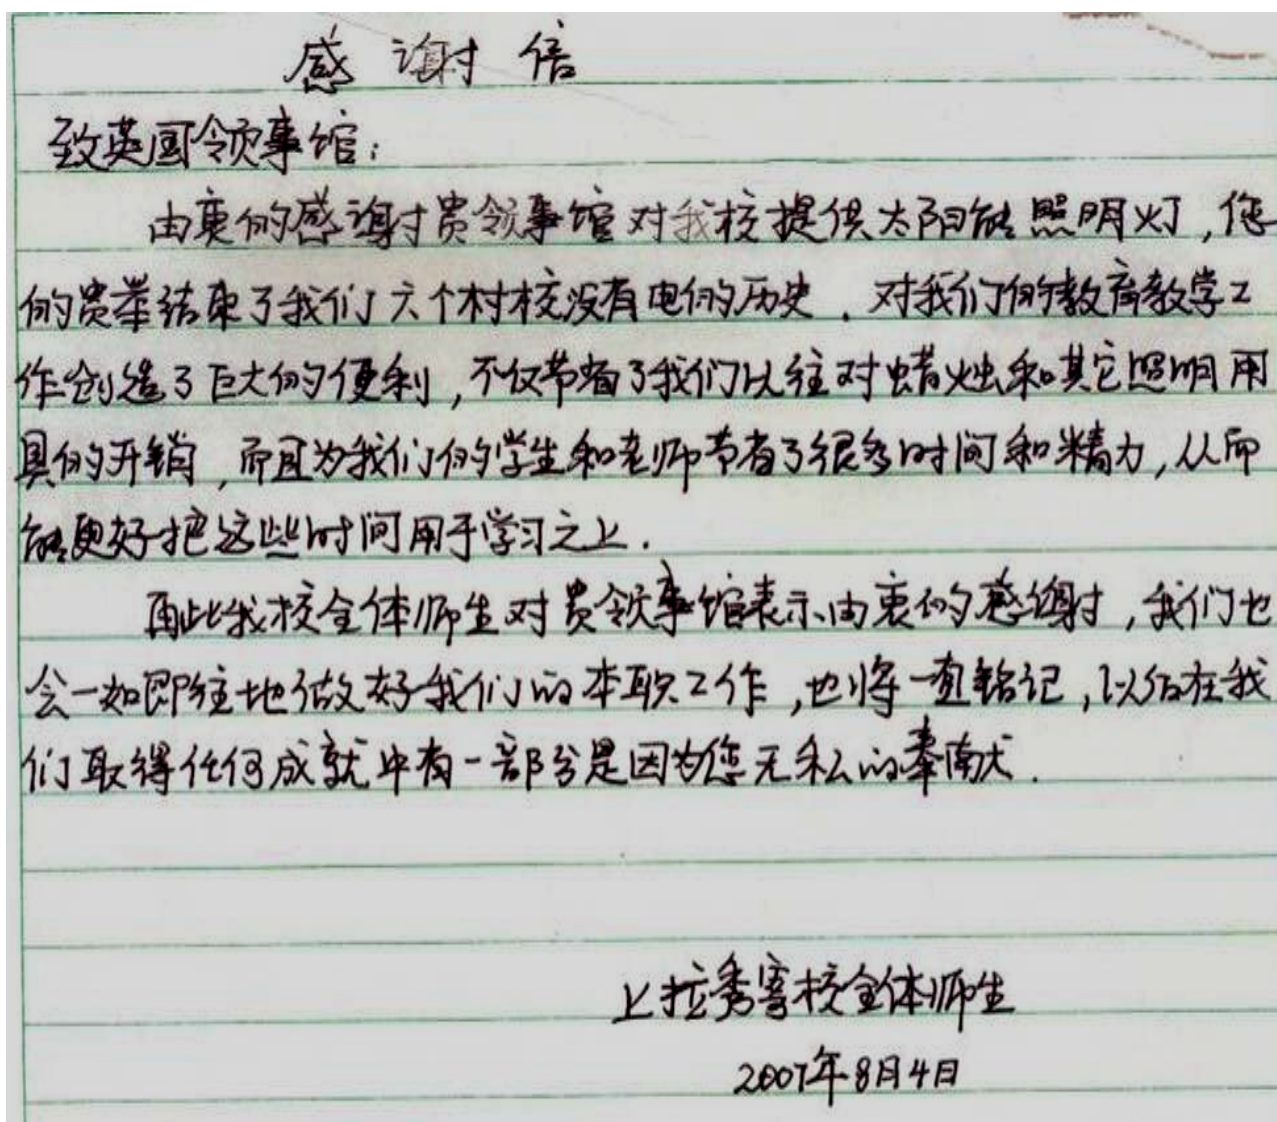 感谢信
致英国领事馆：
由衷的感谢贵领事馆对我校提供太阳能照明灯，您
的贵举结束了我们六个村校没有电的历史．对我们的教育教学工
作创造了巨大的便利，不仅节省了我们以往对蜡烛和其它照明用
具的开销，而且为我们的学生和老师节省了很多时间和精力，从而
能更好把这些时间用于学习之上．
再此我校全体师生对贵领事馆表示由衷的感谢，我们也
会一如即往地做好我们的本职工作，也将一直铭记，以后在我
们取得任何成就中有一部分是因为您无私的奉献．
上拉秀寄校全体师生
2007年8月4日